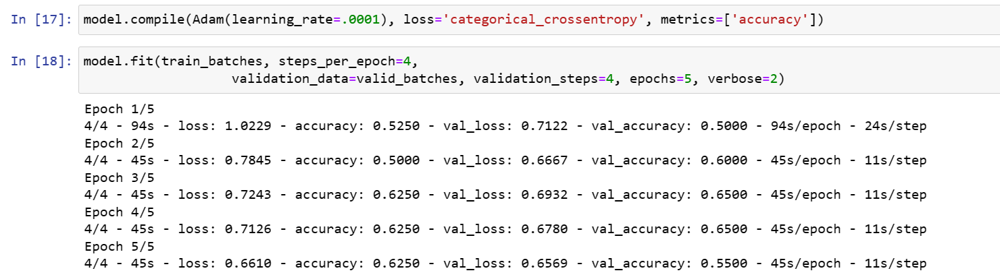 In [17]: model.compile(Adam(learning_rate=.0001), loss='categorical_crossentropy', metrics=['accuracy'])
In [18]: model.fit(train_batches, steps_per_epoch=4,
validation_data=valid_batches, validation_steps=4, epochs=5, verbose=2)
Epoch 1/5
4/4 - 94s - loss: 1.0229 - accuracy: 0.5250 - val_loss: 0.7122 - val_accuracy: 0.5000 - 94s/epoch - 24s/step
Epoch 2/5
4/4 - 45s - loss: 0.7845 - accuracy: 0.5000 - val_loss: 0.6667 - val_accuracy: 0.6000 - 45s/epoch - 11s/step
Epoch 3/5
4/4 - 45s - loss: 0.7243 - accuracy: 0.6250 - val_loss: 0.6932 - val_accuracy: 0.6500 - 45s/epoch - 11s/step
Epoch 4/5
4/4 - 45s - loss: 0.7126 - accuracy: 0.6250 - val_loss: 0.6780 - val_accuracy: 0.6500 - 45s/epoch - 11s/step
Epoch 5/5
4/4 - 45s - loss: 0.6610 - accuracy: 0.6250 - val_loss: 0.6569 - val_accuracy: 0.5500 - 45s/epoch - 11s/step